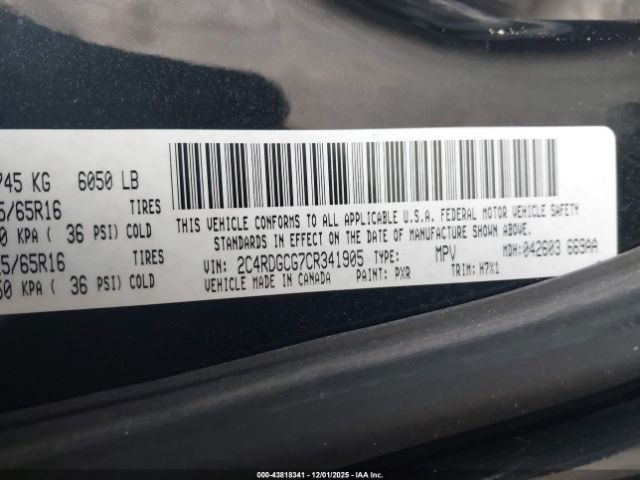 745 KG 6050 LB
5/65R16 TIRES
0 KPA ( 36 PSI) COLD
25/65R16 TIRES
50 KPA ( 36 PSI) COLD
THIS VEHICLE CONFORMS TO ALL APPLICABLE U.S.A. FEDERAL MOTOR VEHICLE SAFETY
STANDARDS IN EFFECT ON THE DATE OF MANUFACTURE SHOWN ABOVE.
VIN: 2C4RDGCG7CR341905 TYPE: MPV MDH: 042603 669AA
VEHICLE MADE IN CANADA PAINT: PXR TRIM: H7X1
000-43818341 - 12/01/2025 - IAA Inc.